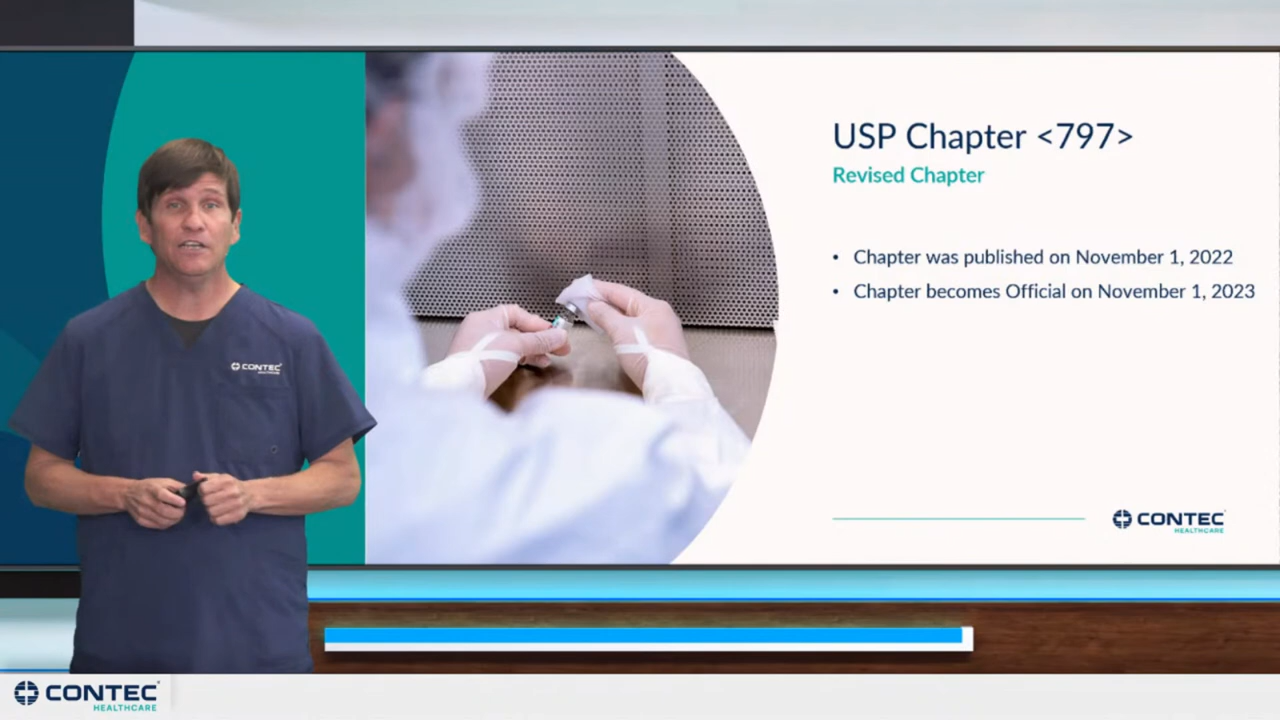 USP Chapter <797>
Revised Chapter
• Chapter was published on November 1, 2022
• Chapter becomes Official on November 1, 2023
CONTEC
HEALTHCARE
CONTEC
HEALTHCARE
CONTEC
HEALTHCARE